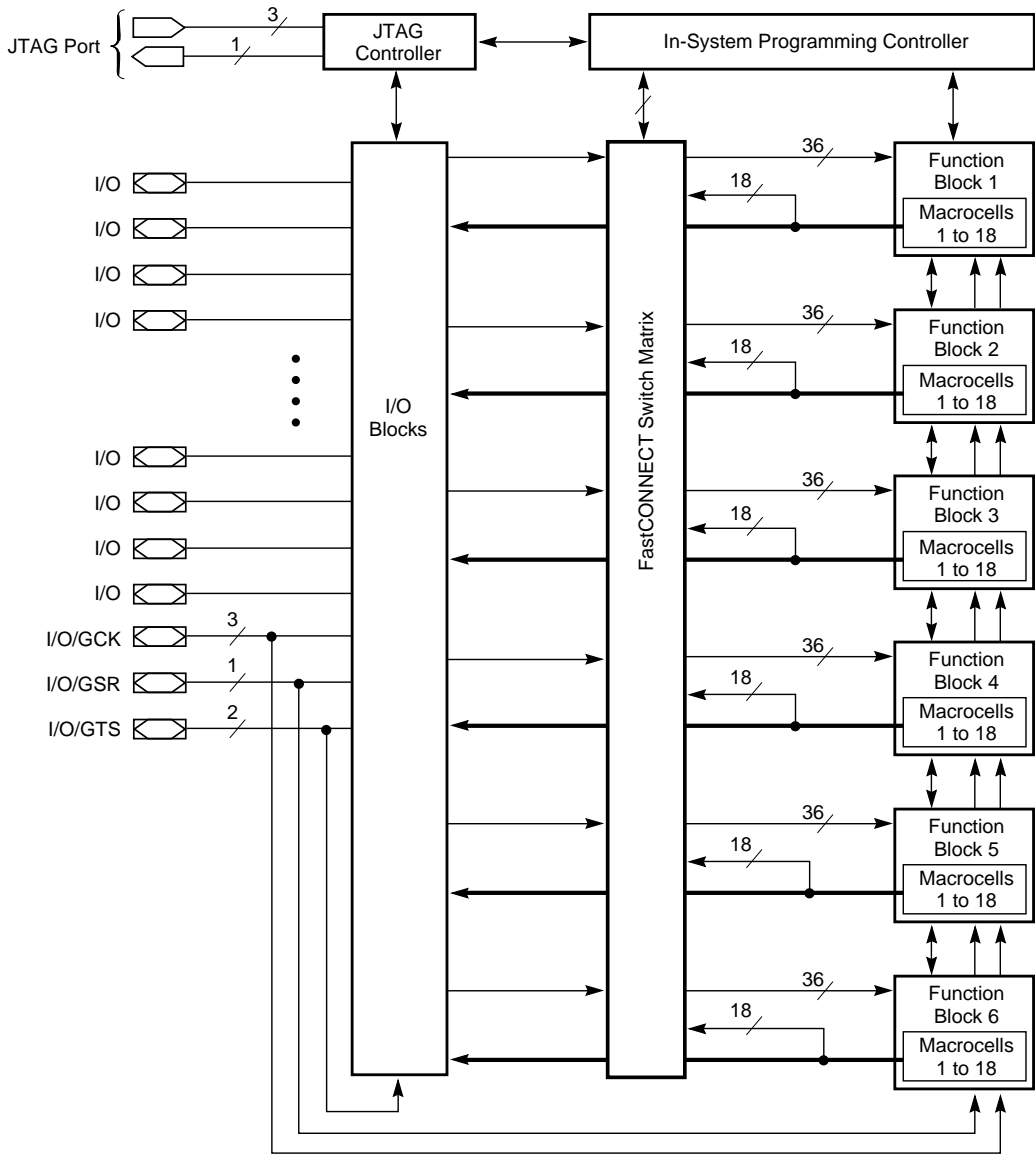 JTAG Port
3
1
JTAG
Controller
In-System Programming Controller
I/O
I/O
I/O
I/O
I/O
I/O
I/O
I/O
I/O/GCK
3
I/O/GSR
1
I/O/GTS
2
I/O
Blocks
FastCONNECT Switch Matrix
36
18
Function
Block 1
Macrocells
1 to 18
36
18
Function
Block 2
Macrocells
1 to 18
36
18
Function
Block 3
Macrocells
1 to 18
36
18
Function
Block 4
Macrocells
1 to 18
36
18
Function
Block 5
Macrocells
1 to 18
36
18
Function
Block 6
Macrocells
1 to 18